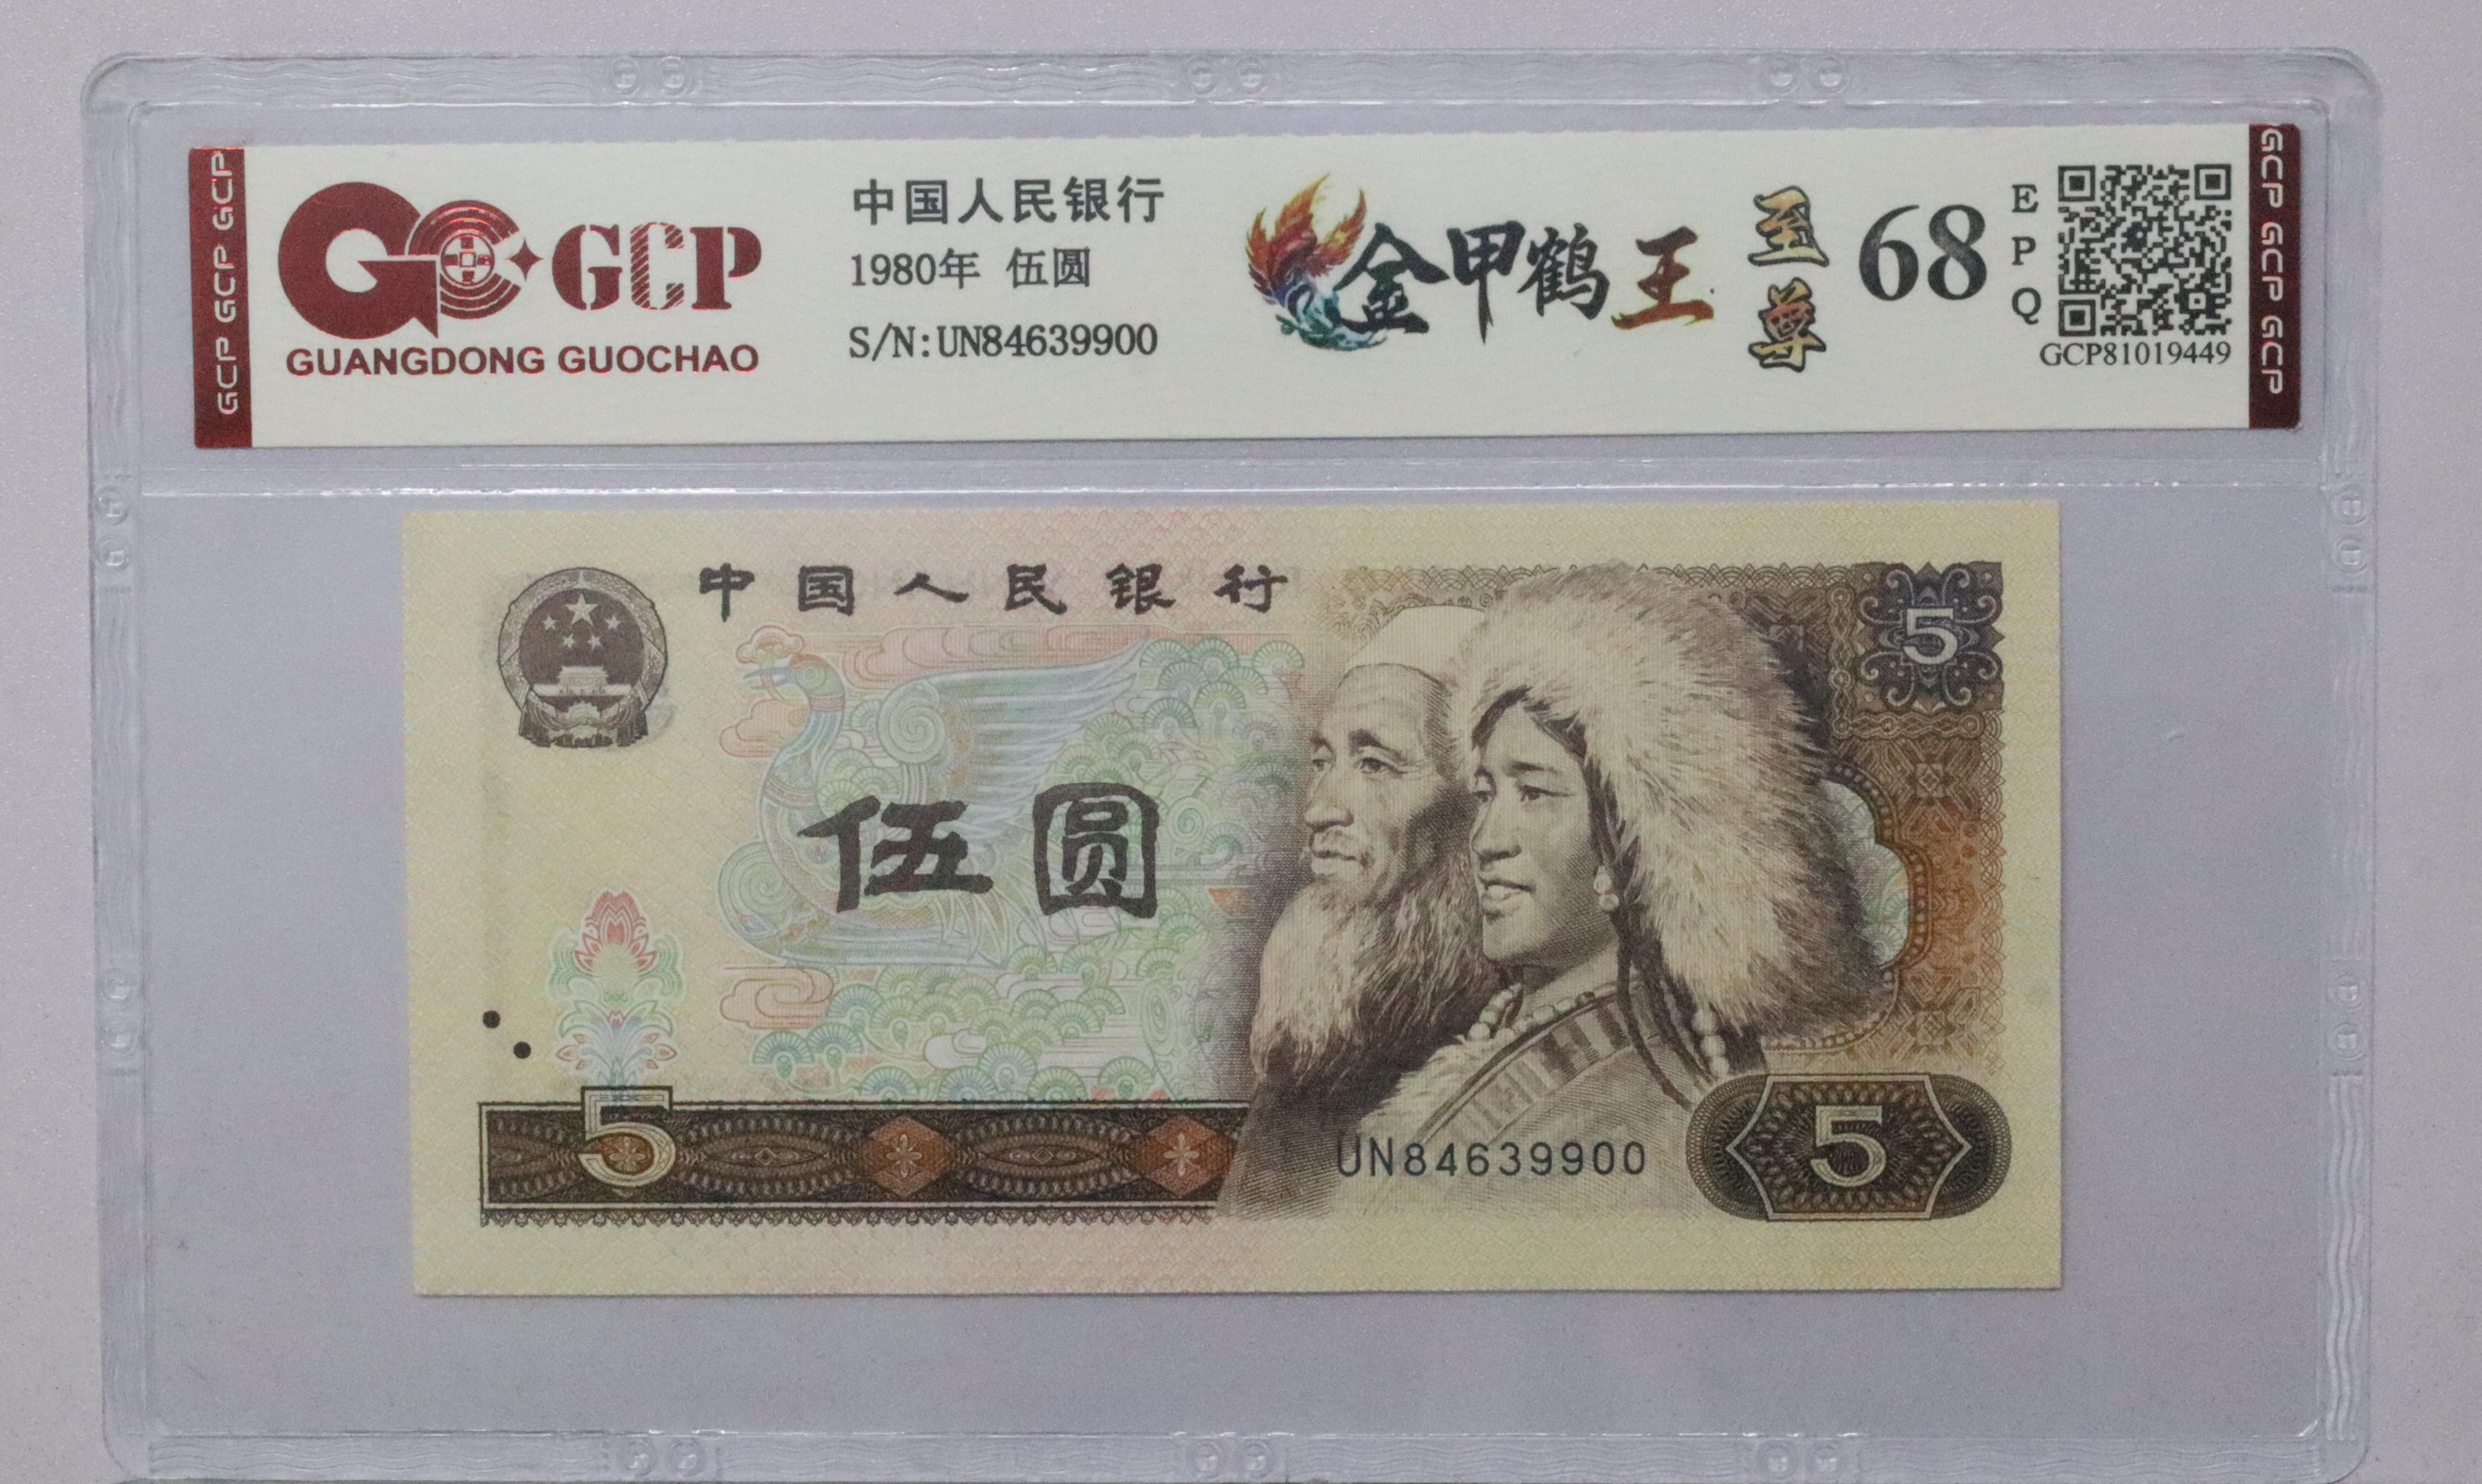 GCP GCP GCP
GCP
GUANGDONG GUOCHAO
中国人民银行
1980年 伍圆
S/N:UN84639900
金甲鹤王
至尊
68
EPQ
GCP81019449
GCP GCP GCP
中国人民银行
5
伍圆
5
UN84639900
5